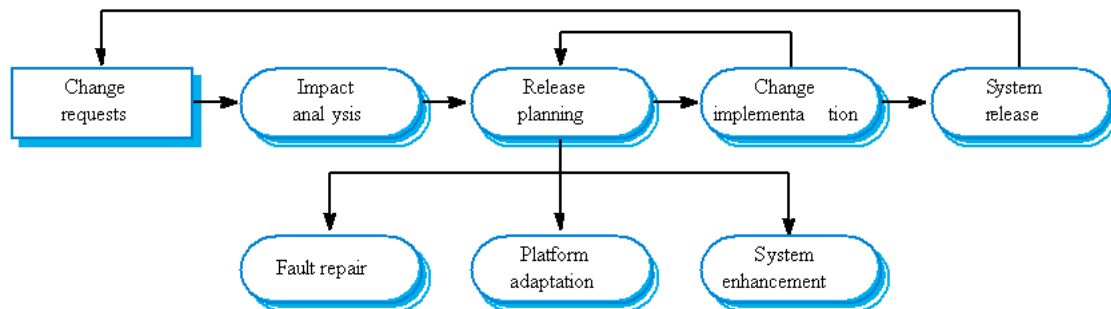 Change
requests
Impact
anal ysis
Release
planning
Change
implementa tion
System
release
Fault repair
Platform
adaptation
System
enhancement